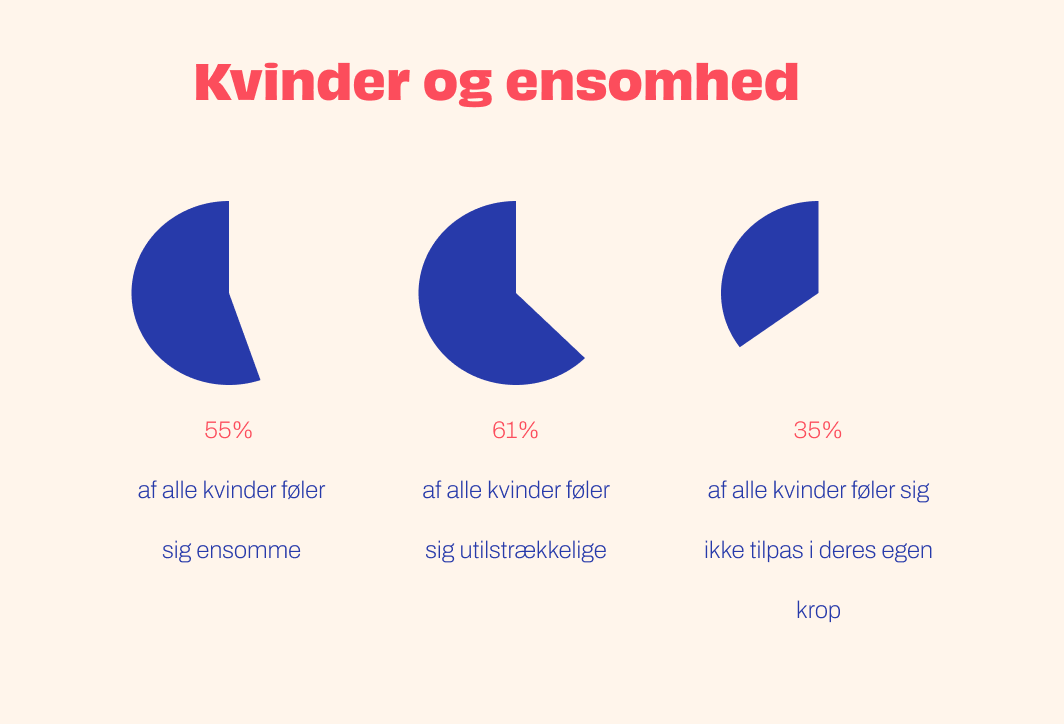 Kvinder og ensomhed
55%
af alle kvinder føler
sig ensomme
61%
af alle kvinder føler
sig utilstrækkelige
35%
af alle kvinder føler sig
ikke tilpas i deres egen
krop